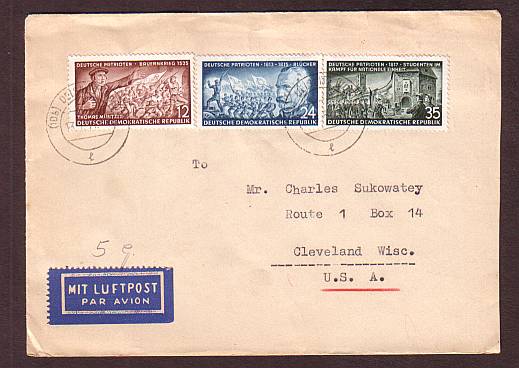 DEUTSCHE PATRIOTEN · BAUERNKRIEG 1525
THOMAS MÜNTZER
12
DEUTSCHE DEMOKRATISCHE REPUBLIK
DEUTSCHE PATRIOTEN · 1813-1815 · BLÜCHER
24
DEUTSCHE DEMOKRATISCHE REPUBLIK
DEUTSCHE PATRIOTEN · 1817 · STUDENTEN IM
KAMPF FÜR NATIONALE EINHEIT
35
DEUTSCHE DEMOKRATISCHE REPUBLIK
(10b)
l
l
To
Mr. Charles Sukowatey
Route 1 Box 14
Cleveland Wisc.
U.S. A.
5 g
MIT LUFTPOST
PAR AVION